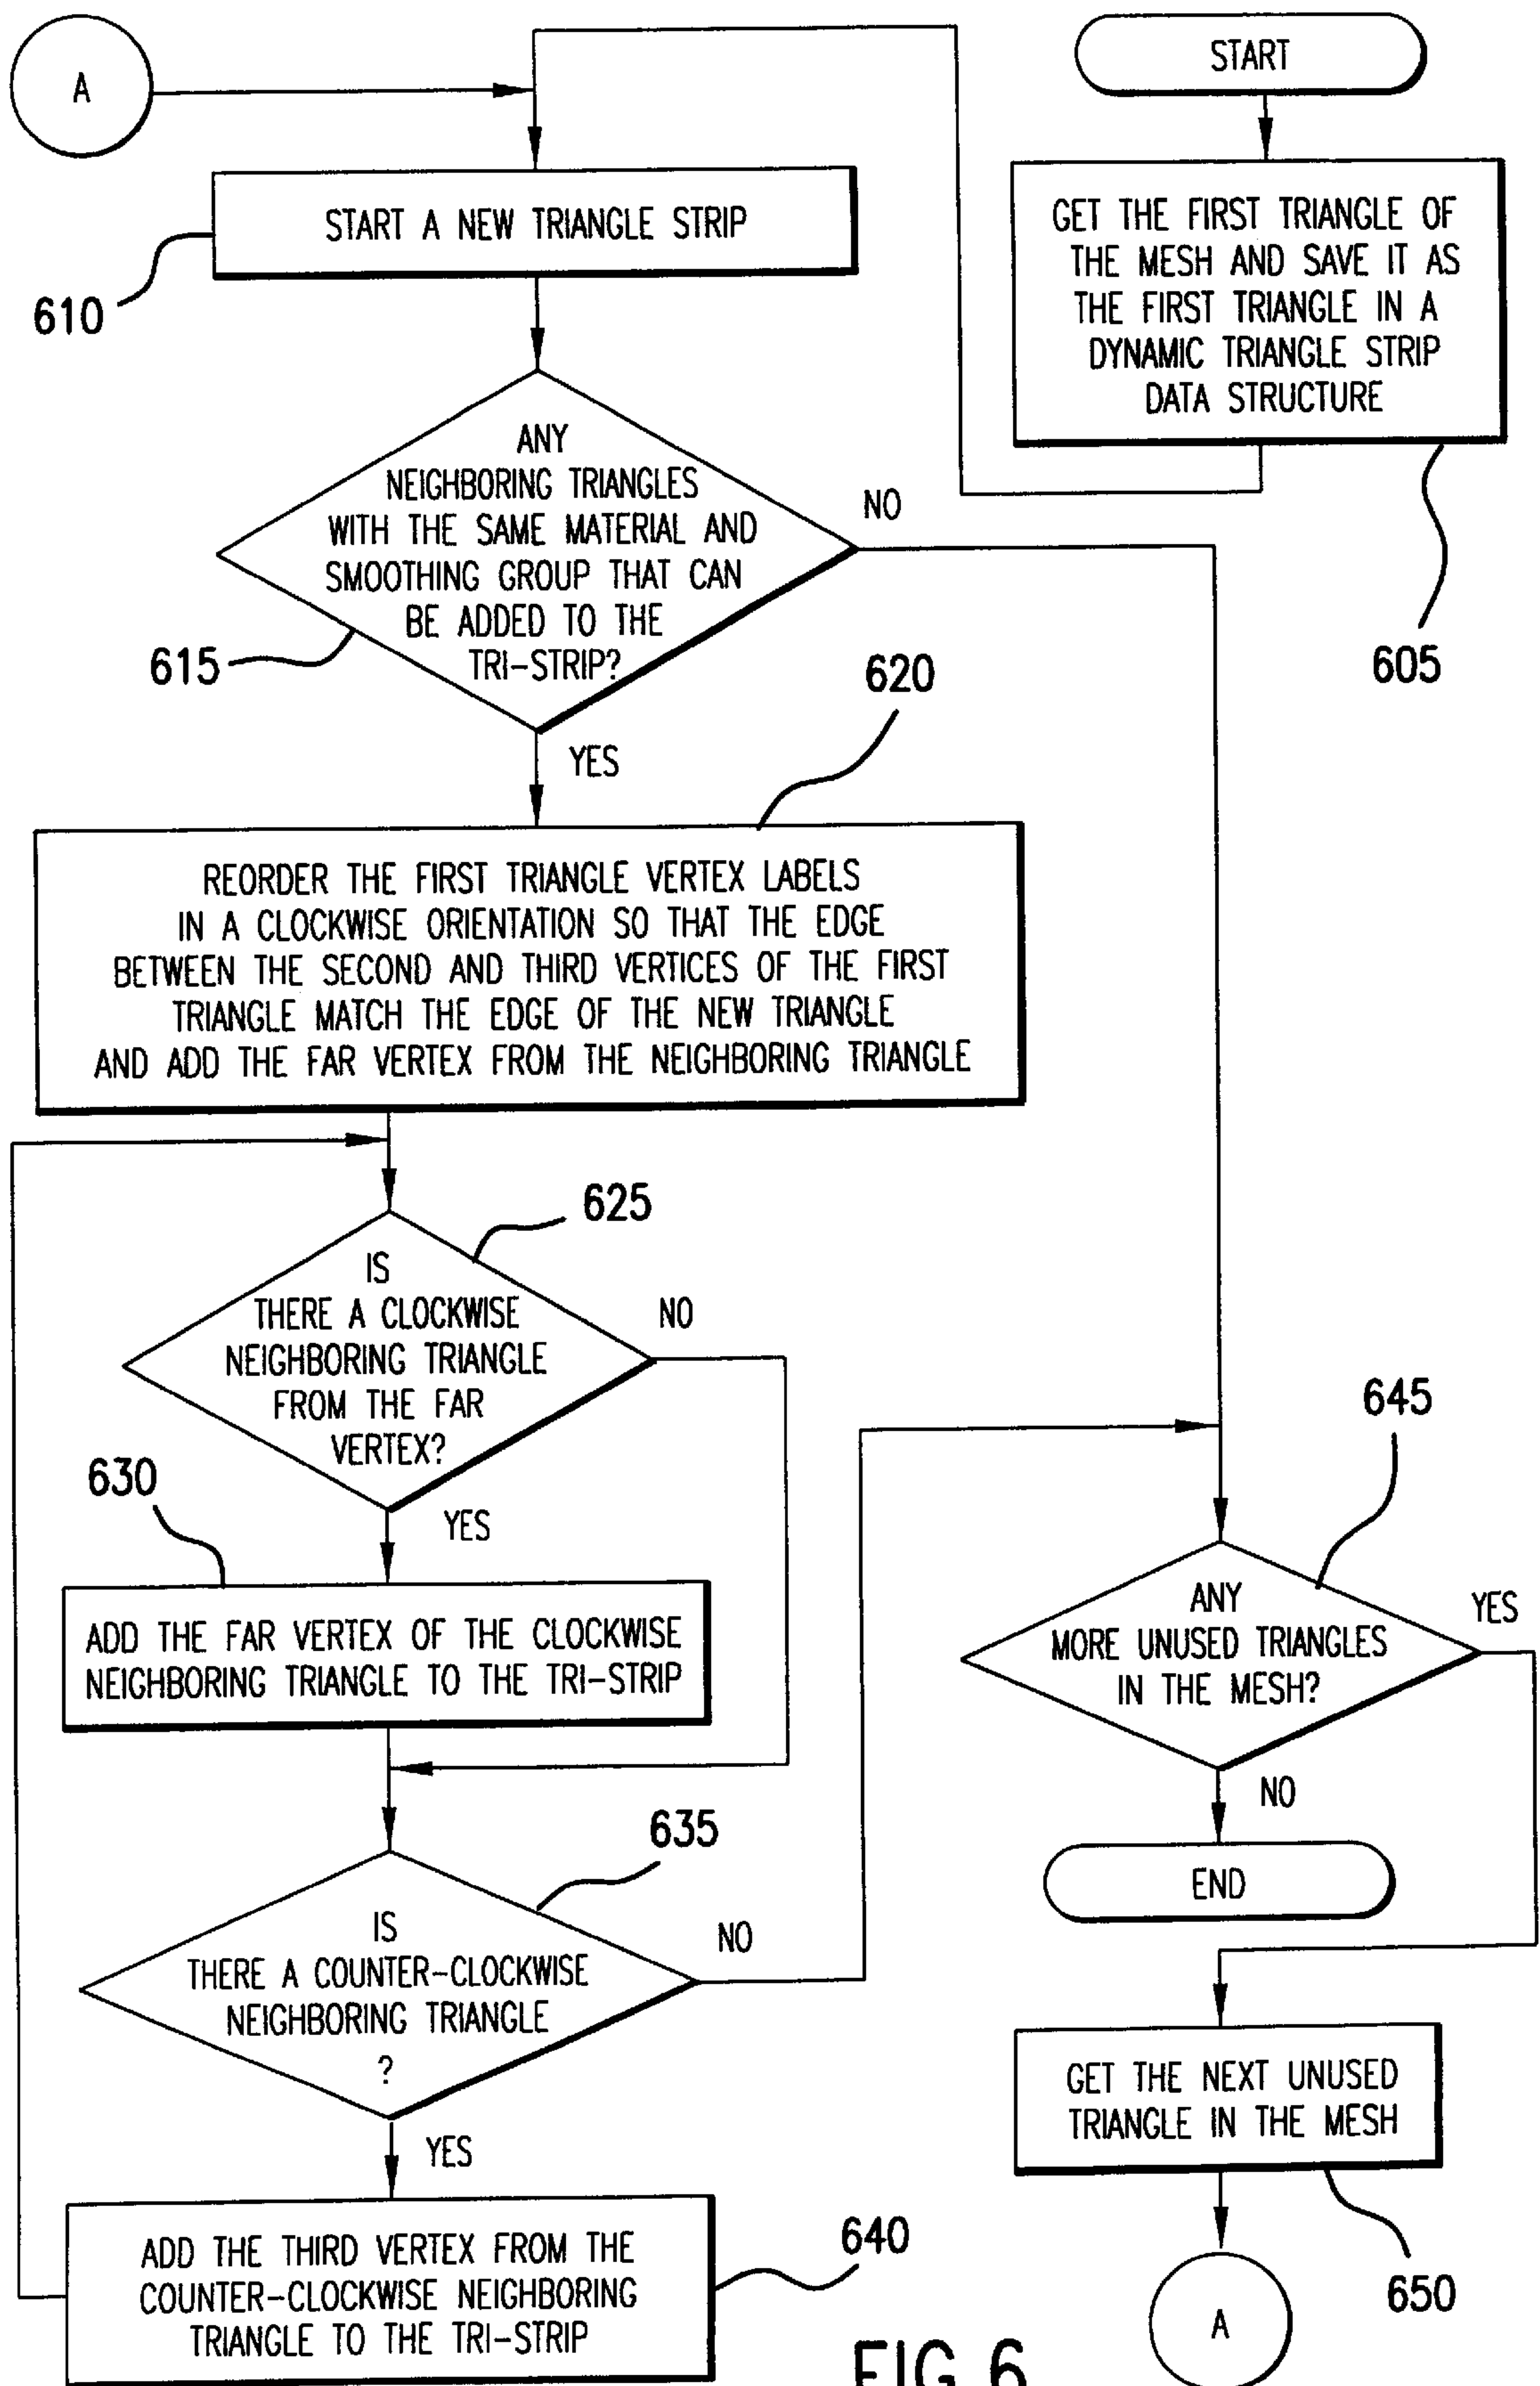 A
START
GET THE FIRST TRIANGLE OF
THE MESH AND SAVE IT AS
THE FIRST TRIANGLE IN A
DYNAMIC TRIANGLE STRIP
DATA STRUCTURE
605
START A NEW TRIANGLE STRIP
610
ANY
NEIGHBORING TRIANGLES
WITH THE SAME MATERIAL AND
SMOOTHING GROUP THAT CAN
BE ADDED TO THE
TRI-STRIP?
NO
615
YES
620
REORDER THE FIRST TRIANGLE VERTEX LABELS
IN A CLOCKWISE ORIENTATION SO THAT THE EDGE
BETWEEN THE SECOND AND THIRD VERTICES OF THE FIRST
TRIANGLE MATCH THE EDGE OF THE NEW TRIANGLE
AND ADD THE FAR VERTEX FROM THE NEIGHBORING TRIANGLE
625
IS
THERE A CLOCKWISE
NEIGHBORING TRIANGLE
FROM THE FAR
VERTEX?
NO
YES
630
ADD THE FAR VERTEX OF THE CLOCKWISE
NEIGHBORING TRIANGLE TO THE TRI-STRIP
635
IS
THERE A COUNTER-CLOCKWISE
NEIGHBORING TRIANGLE
?
NO
YES
ADD THE THIRD VERTEX FROM THE
COUNTER-CLOCKWISE NEIGHBORING
TRIANGLE TO THE TRI-STRIP
640
645
ANY
MORE UNUSED TRIANGLES
IN THE MESH?
YES
NO
END
GET THE NEXT UNUSED
TRIANGLE IN THE MESH
650
A
FIG. 6